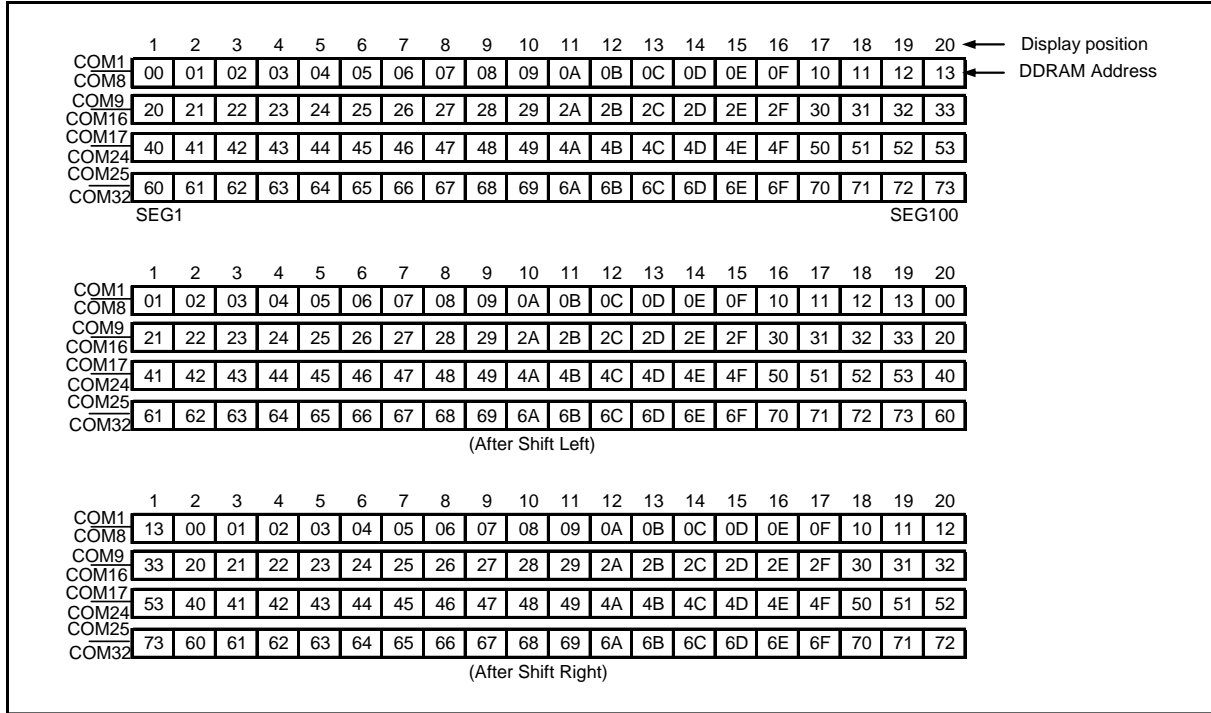 1 2 3 4 5 6 7 8 9 10 11 12 13 14 15 16 17 18 19 20 Display position
COM1
COM8 00 01 02 03 04 05 06 07 08 09 0A 0B 0C 0D 0E 0F 10 11 12 13 DDRAM Address
COM9
COM16 20 21 22 23 24 25 26 27 28 29 2A 2B 2C 2D 2E 2F 30 31 32 33
COM17
COM24 40 41 42 43 44 45 46 47 48 49 4A 4B 4C 4D 4E 4F 50 51 52 53
COM25
COM32 60 61 62 63 64 65 66 67 68 69 6A 6B 6C 6D 6E 6F 70 71 72 73
SEG1 SEG100
1 2 3 4 5 6 7 8 9 10 11 12 13 14 15 16 17 18 19 20
COM1
COM8 01 02 03 04 05 06 07 08 09 0A 0B 0C 0D 0E 0F 10 11 12 13 00
COM9
COM16 21 22 23 24 25 26 27 28 29 2A 2B 2C 2D 2E 2F 30 31 32 33 20
COM17
COM24 41 42 43 44 45 46 47 48 49 4A 4B 4C 4D 4E 4F 50 51 52 53 40
COM25
COM32 61 62 63 64 65 66 67 68 69 6A 6B 6C 6D 6E 6F 70 71 72 73 60
(After Shift Left)
1 2 3 4 5 6 7 8 9 10 11 12 13 14 15 16 17 18 19 20
COM1
COM8 13 00 01 02 03 04 05 06 07 08 09 0A 0B 0C 0D 0E 0F 10 11 12
COM9
COM16 33 20 21 22 23 24 25 26 27 28 29 2A 2B 2C 2D 2E 2F 30 31 32
COM17
COM24 53 40 41 42 43 44 45 46 47 48 49 4A 4B 4C 4D 4E 4F 50 51 52
COM25
COM32 73 60 61 62 63 64 65 66 67 68 69 6A 6B 6C 6D 6E 6F 70 71 72
(After Shift Right)